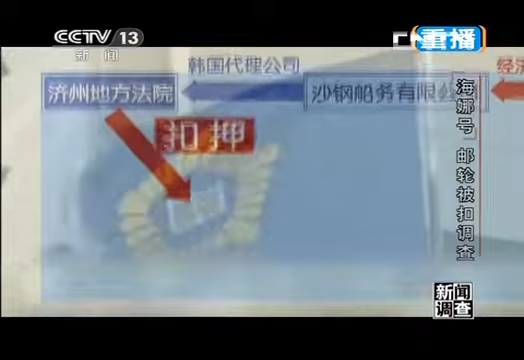 CCTV 13
新闻
重播
韩国代理公司
经济
济州地方法院
沙钢船务有限公
扣押
海娜号 邮轮被扣调查
新闻
调查